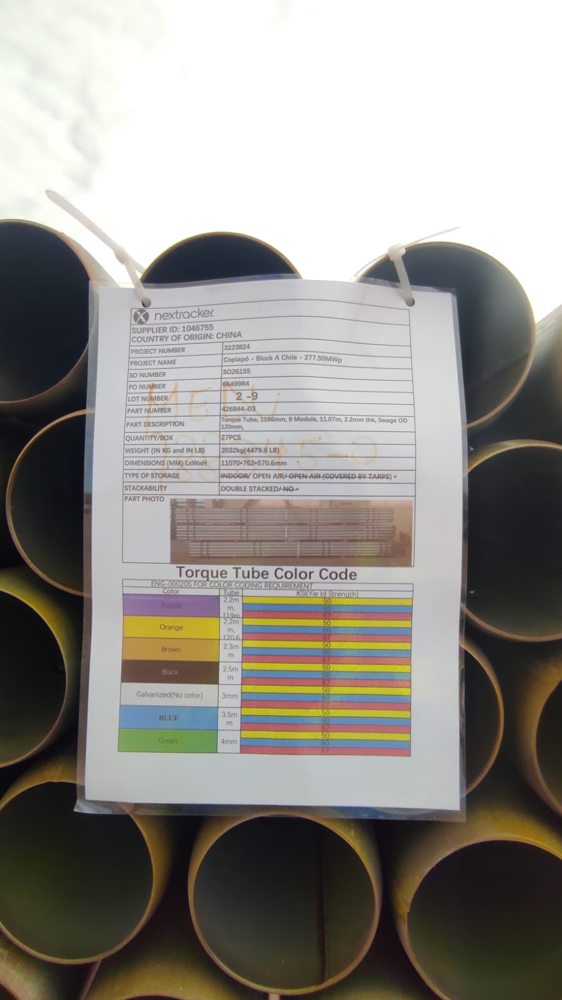 nextracker
SUPPLIER ID: 1046755
COUNTRY OF ORIGIN: CHINA
PROJECT NUMBER 3223824
PROJECT NAME Copiapó - Block A Chile - 277.50MWp
SO NUMBER SO26155
PO NUMBER 66499R4
LOT NUMBER 2 -9
PART NUMBER 426844-03
PART DESCRIPTION Torque Tube, 1156mm, 9 Module, 11.07m, 2.2mm thk, Swage OD
120mm,
QUANTITY/BOX 27PCS
WEIGHT (IN KG and IN LB) 2032kg(4479.8 LB)
DIMENSIONS (MM) LxWxH 11070*762*570.6mm
TYPE OF STORAGE INDOOR/ OPEN AIR/ OPEN AIR (COVERED BY TARPS) *
STACKABILITY DOUBLE STACKED/ NO *
PART PHOTO
MEDU
Torque Tube Color Code
ENG-000205 FOR COLOR CODING REQUIREMENT
Color Tube KSI(Yie ld Strength)
Purple 2.2m
m,
119m
50
60
67
Orange 2.2m
m,
120.6
50
60
67
Brown 2.3m
m
50
60
67
Black 2.5m
m
50
60
67
Galvanized(No color) 3mm
50
60
67
BLUE 3.5m
m
50
60
67
Green 4mm
50
60
67